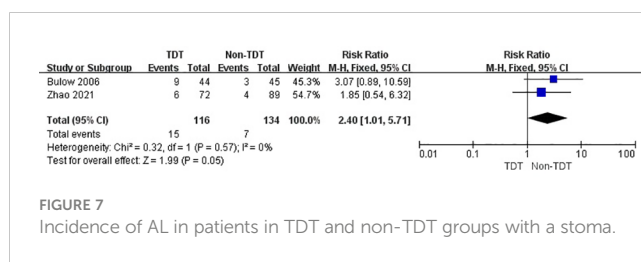 TDT Non-TDT Risk Ratio Risk Ratio
Study or Subgroup Events Total Events Total Weight M-H, Fixed, 95% CI M-H, Fixed, 95% CI
Bulow 2006 9 44 3 45 45.3% 3.07 [0.89, 10.59]
Zhao 2021 6 72 4 89 54.7% 1.85 [0.54, 6.32]
Total (95% CI) 116 134 100.0% 2.40 [1.01, 5.71]
Total events 15 7
Heterogeneity: Chi² = 0.32, df = 1 (P = 0.57); I² = 0%
Test for overall effect: Z = 1.99 (P = 0.05)
0.01 0.1 1 10 100
TDT Non-TDT
FIGURE 7
Incidence of AL in patients in TDT and non-TDT groups with a stoma.